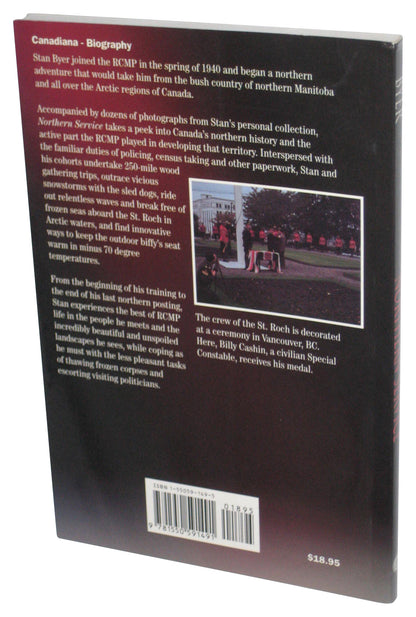 Canadiana - Biography
Stan Byer joined the RCMP in the spring of 1940 and began a northern
adventure that would take him from the bush country of northern Manitoba
and all over the Arctic regions of Canada.
Accompanied by dozens of photographs from Stan's personal collection,
Northern Service takes a peek into Canada's northern history and the
active part the RCMP played in developing that territory. Interspersed with
the familiar duties of policing, census taking and other paperwork, Stan and
his cohorts undertake 250-mile wood
gathering trips, outrace vicious
snowstorms with the sled dogs, ride
out relentless waves and break free of
frozen seas aboard the St. Roch in
Arctic waters, and find innovative
ways to keep the outdoor biffy's seat
warm in minus 70 degree
temperatures.
From the beginning of his training to
the end of his last northern posting,
Stan experiences the best of RCMP
life in the people he meets and the
incredibly beautiful and unspoiled
landscapes he sees, while coping as
he must with the less pleasant tasks
of thawing frozen corpses and
escorting visiting politicians.
The crew of the St. Roch is decorated
at a ceremony in Vancouver, BC.
Here, Billy Cashin, a civilian Special
Constable, receives his medal.
ISBN 1-55059-149-5
01895
9 781550 591491
$18.95